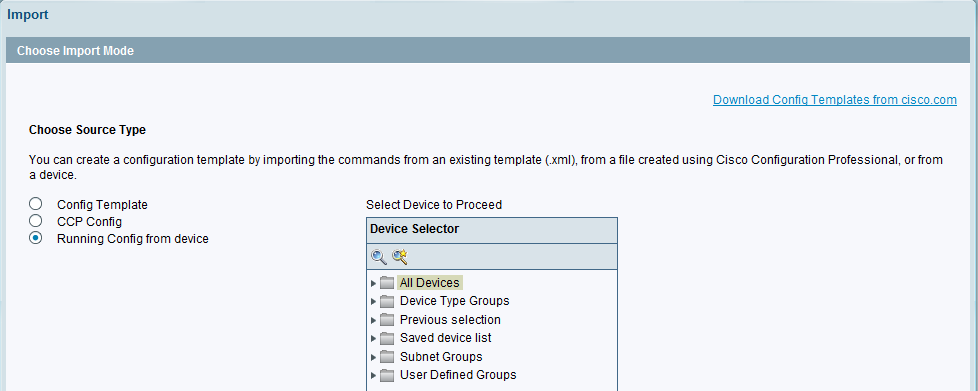 Import
Choose Import Mode
Download Config Templates from cisco.com
Choose Source Type
You can create a configuration template by importing the commands from an existing template (.xml), from a file created using Cisco Configuration Professional, or from
a device.
Config Template
CCP Config
Running Config from device
Select Device to Proceed
Device Selector
All Devices
Device Type Groups
Previous selection
Saved device list
Subnet Groups
User Defined Groups